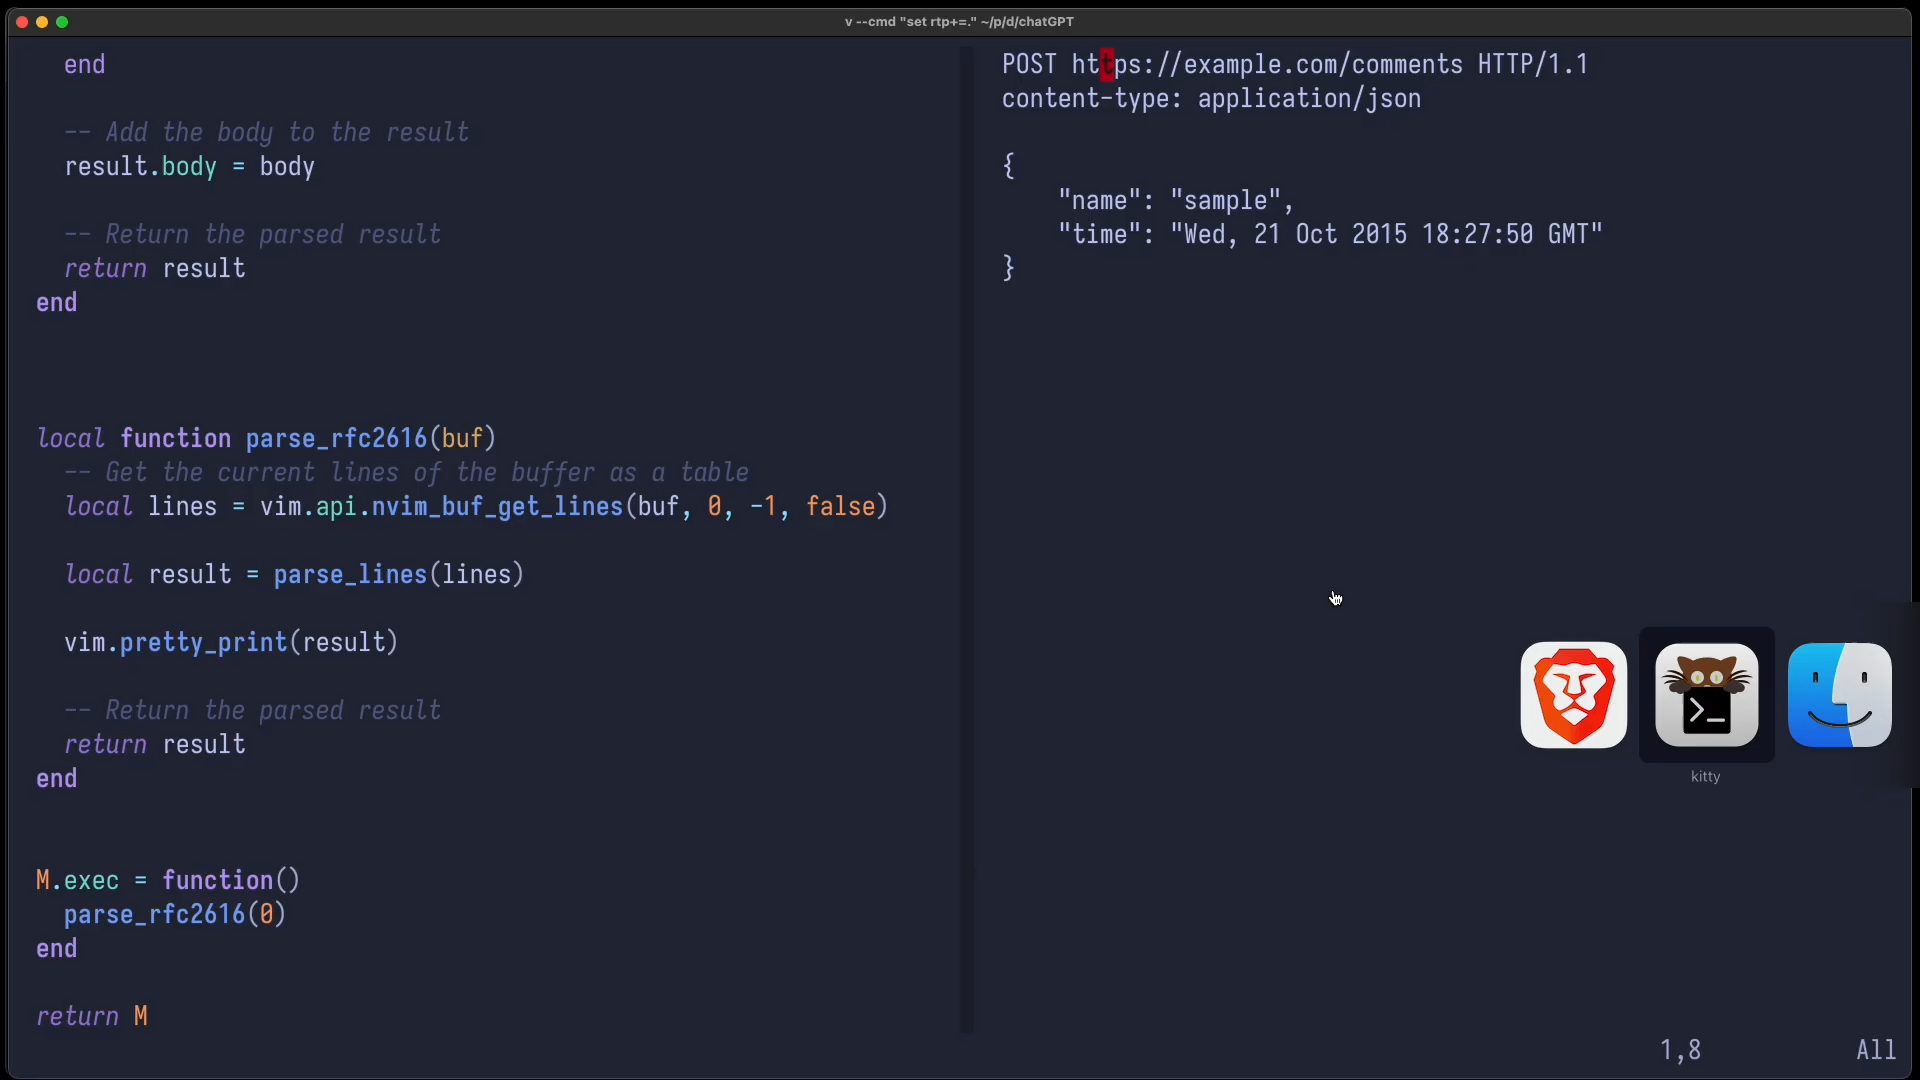 v --cmd "set rtp+=." ~/p/d/chatGPT
end
-- Add the body to the result
result.body = body
-- Return the parsed result
return result
end
local function parse_rfc2616(buf)
-- Get the current lines of the buffer as a table
local lines = vim.api.nvim_buf_get_lines(buf, 0, -1, false)
local result = parse_lines(lines)
vim.pretty_print(result)
-- Return the parsed result
return result
end
M.exec = function()
parse_rfc2616(0)
end
return M
POST https://example.com/comments HTTP/1.1
content-type: application/json
{
"name": "sample",
"time": "Wed, 21 Oct 2015 18:27:50 GMT"
}
>_
kitty
1,8 All